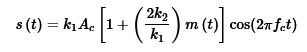 s (t) = k₁A_c [1 + (2k₂/k₁) m (t)] cos(2πf_c t)